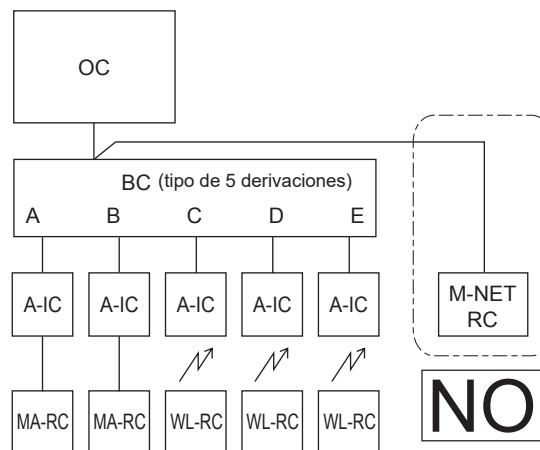 OC
BC (tipo de 5 derivaciones)
A B C D E
A-IC A-IC A-IC A-IC A-IC
M-NET
RC
MA-RC MA-RC WL-RC WL-RC WL-RC
NO